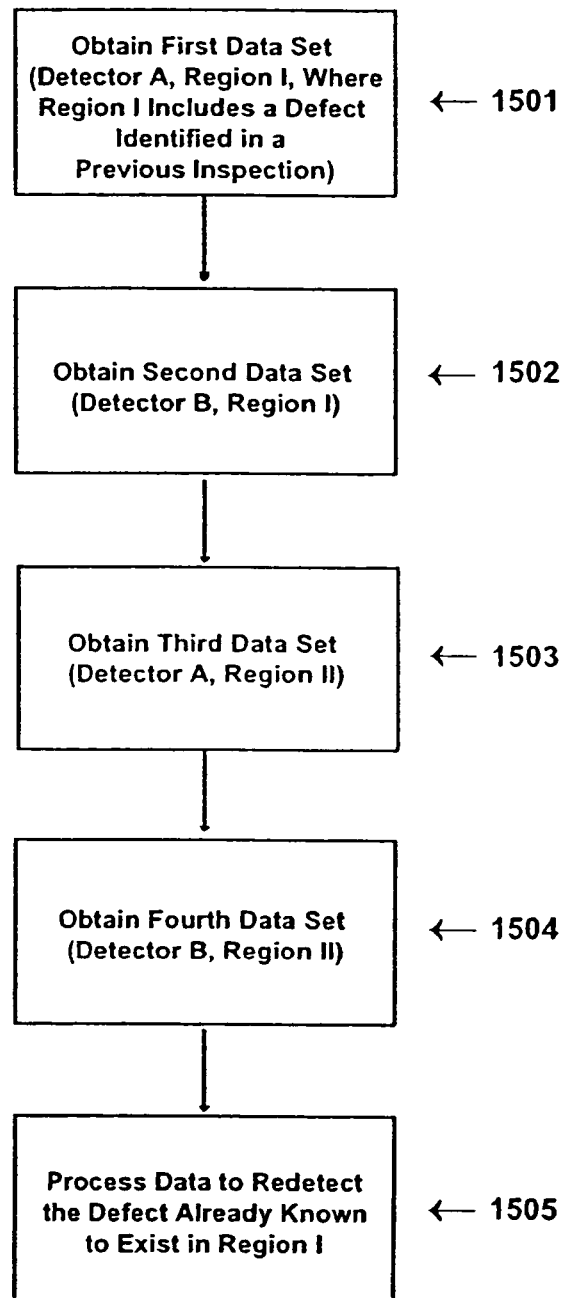 Obtain First Data Set
(Detector A, Region I, Where
Region I Includes a Defect
Identified in a
Previous Inspection)
← 1501
Obtain Second Data Set
(Detector B, Region I)
← 1502
Obtain Third Data Set
(Detector A, Region II)
← 1503
Obtain Fourth Data Set
(Detector B, Region II)
← 1504
Process Data to Redetect
the Defect Already Known
to Exist in Region I
← 1505